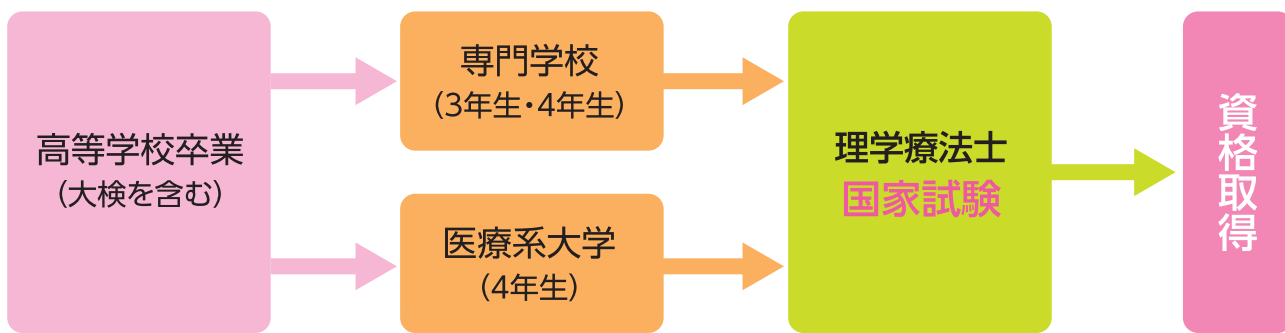 高等学校卒業
(大検を含む)
専門学校
(3年生・4年生)
医療系大学
(4年生)
理学療法士
国家試験
資格取得